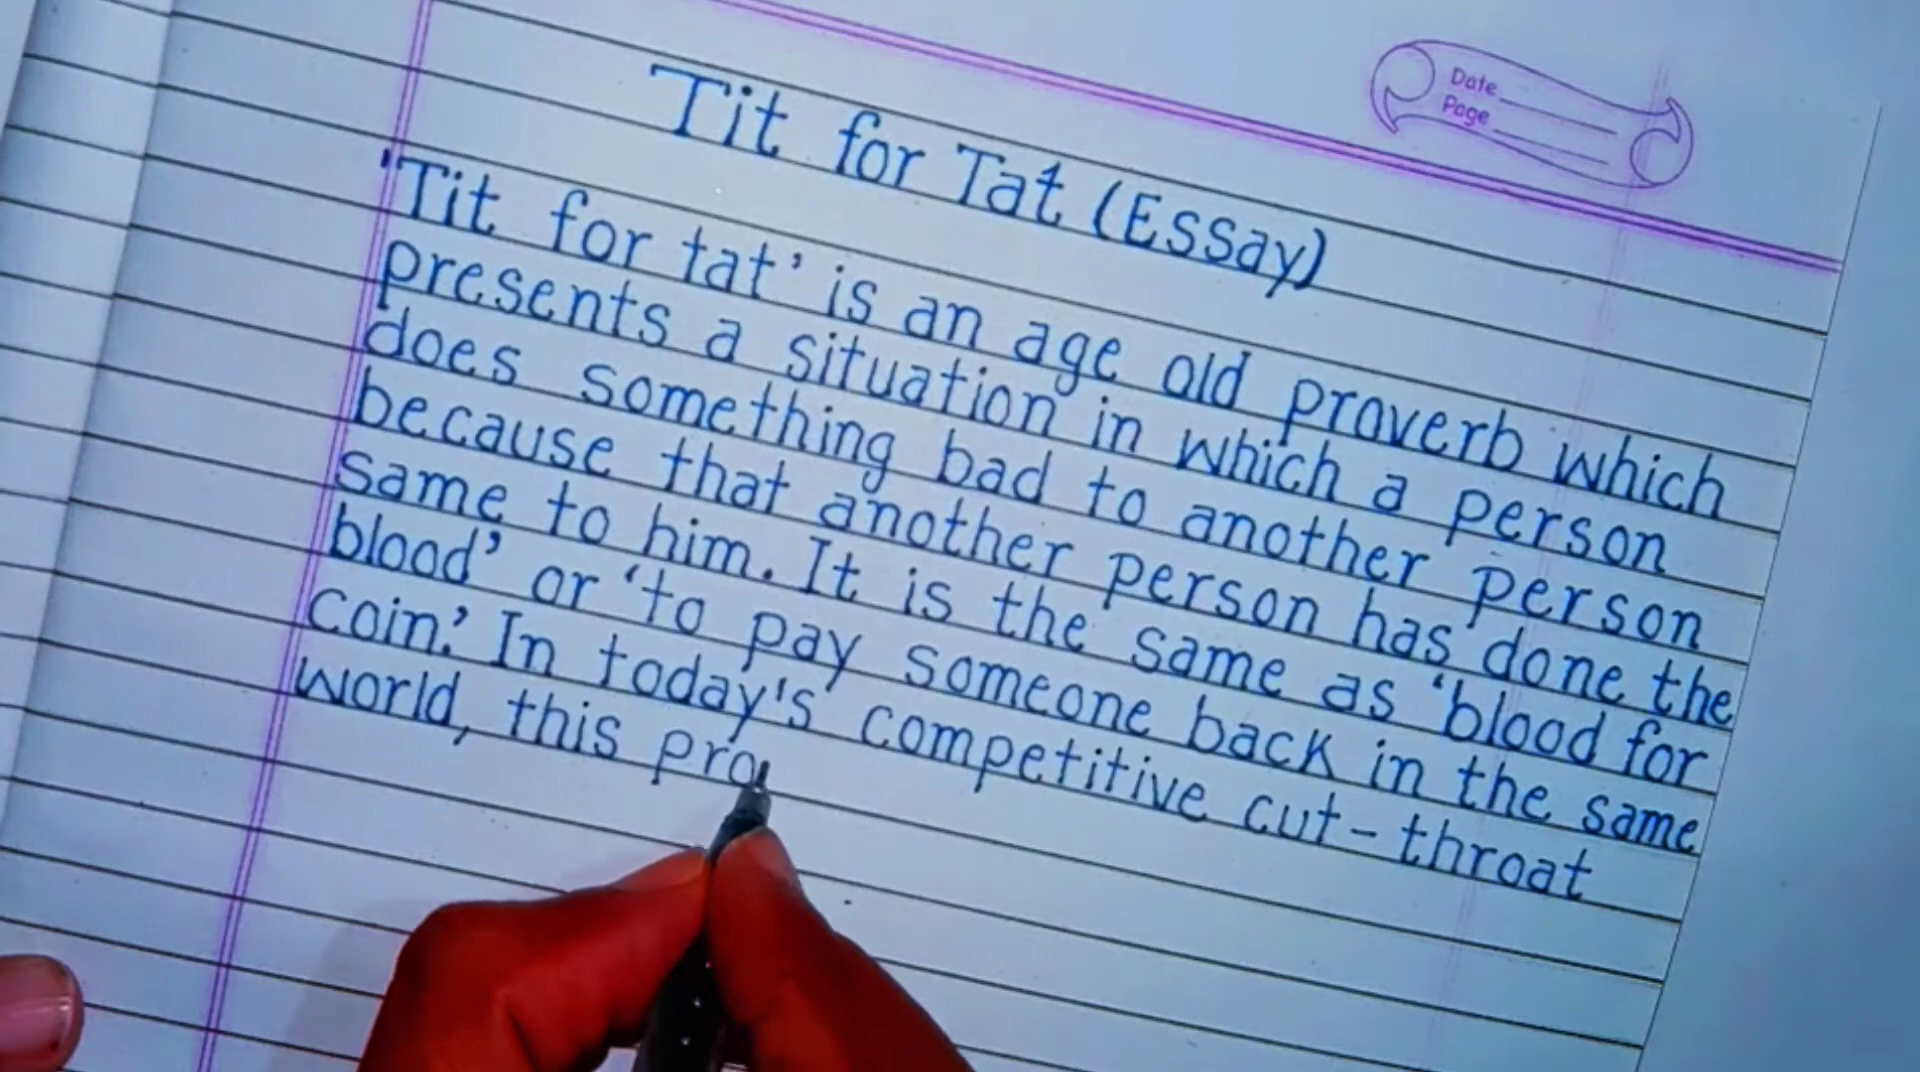 Date
Page
Tit for Tat (Essay)
'Tit for tat' is an age old proverb which
presents a situation in which a person
does something bad to another person
because that another person has done the
same to him. It is the same as 'blood for
blood' or 'to pay someone back in the same
coin.' In today's competitive cut-throat
world, this pro